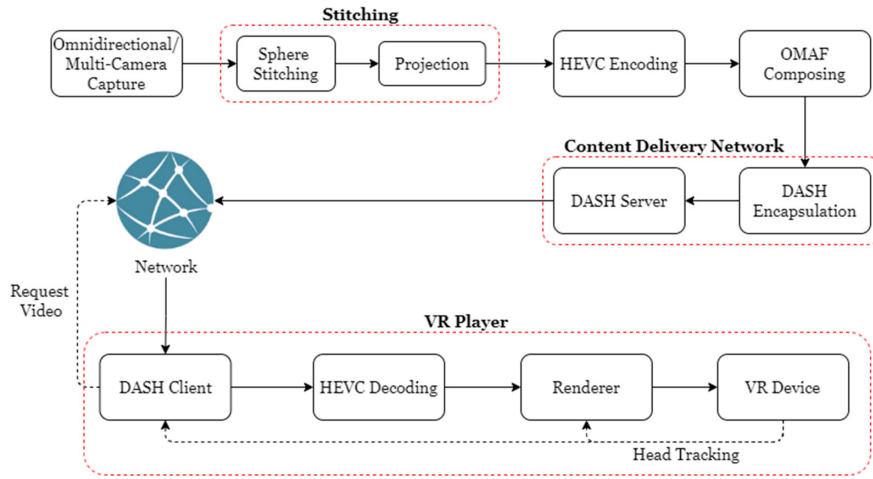 Stitching
Omnidirectional/
Multi-Camera
Capture
Sphere
Stitching
Projection
HEVC Encoding
OMAF
Composing
Content Delivery Network
DASH Server
DASH
Encapsulation
Network
Request
Video
VR Player
DASH Client
HEVC Decoding
Renderer
VR Device
Head Tracking